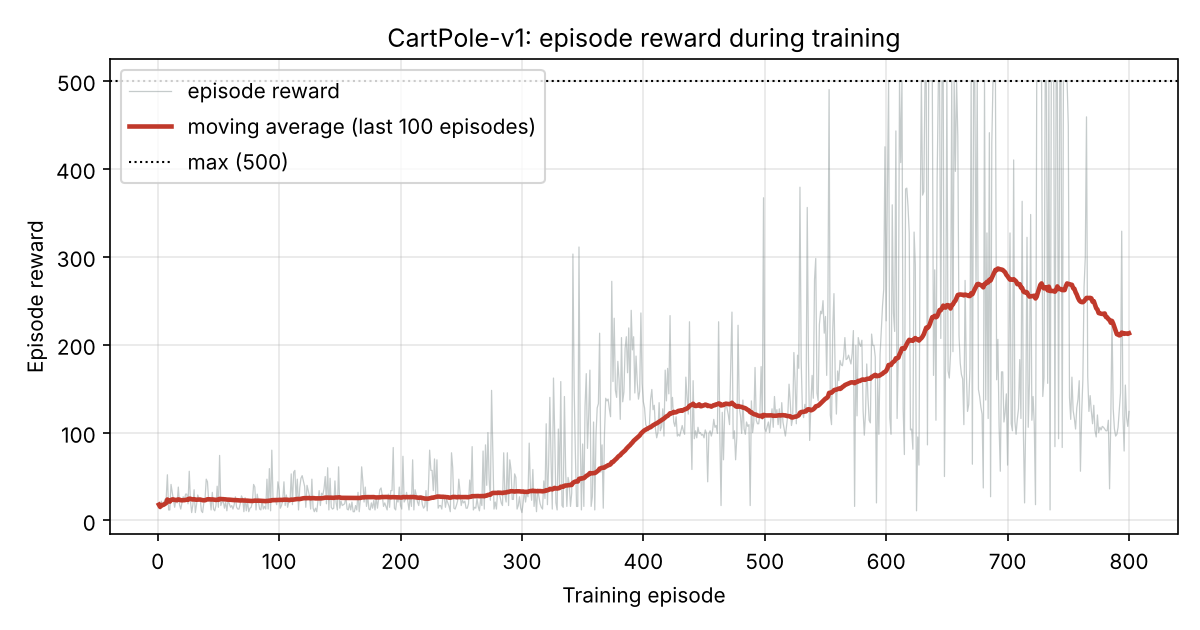 CartPole-v1: episode reward during training
episode reward
moving average (last 100 episodes)
max (500)
Episode reward
500
400
300
200
100
0
0 100 200 300 400 500 600 700 800
Training episode